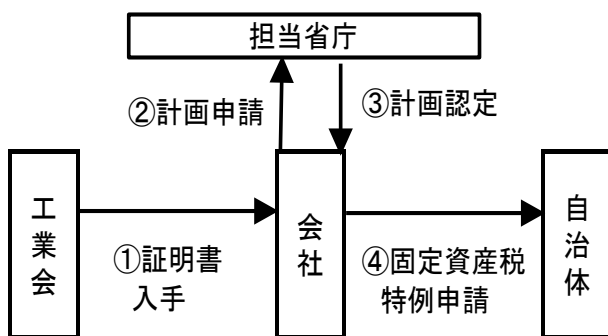 担当省庁
②計画申請
③計画認定
工業会
①証明書
入手
会社
④固定資産税
特例申請
自治体